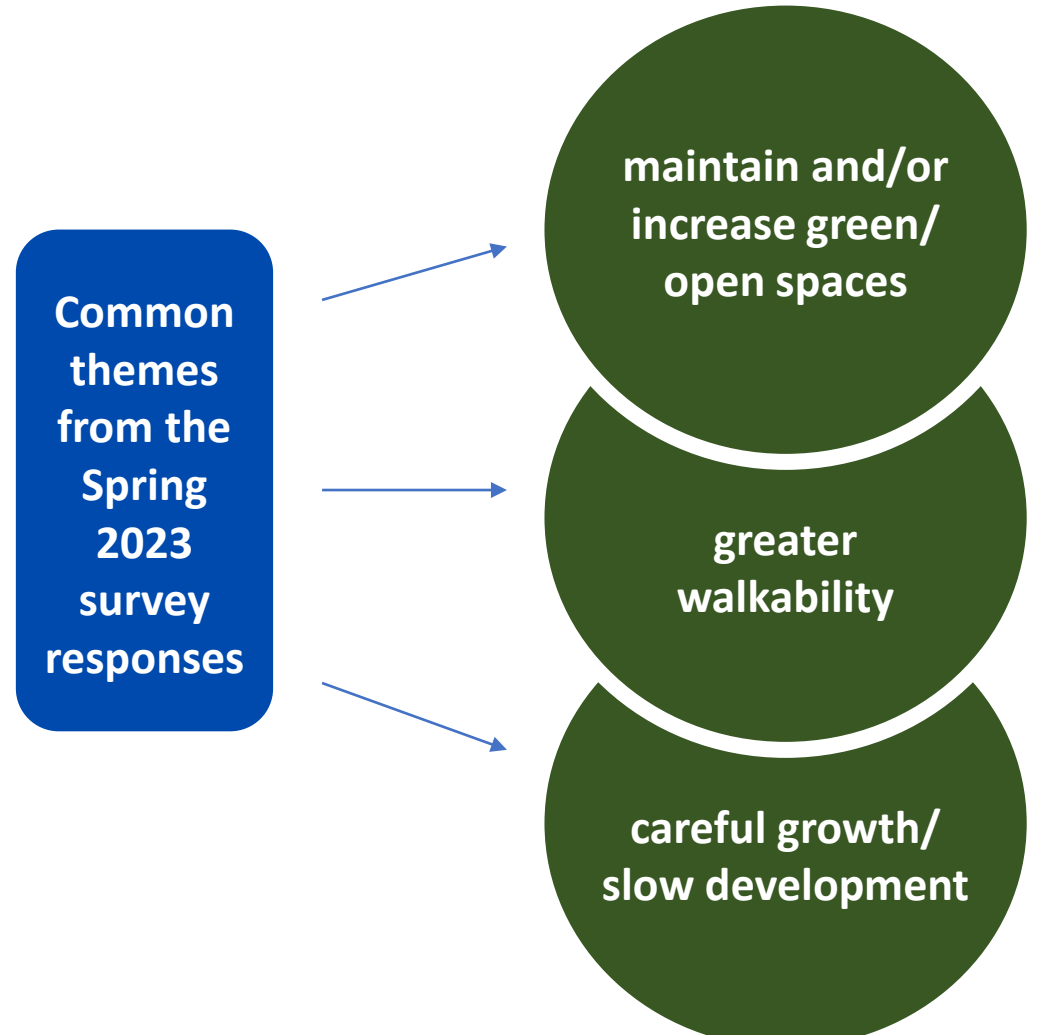 Common
themes
from the
Spring
2023
survey
responses
maintain and/or
increase green/
open spaces
greater
walkability
careful growth/
slow development